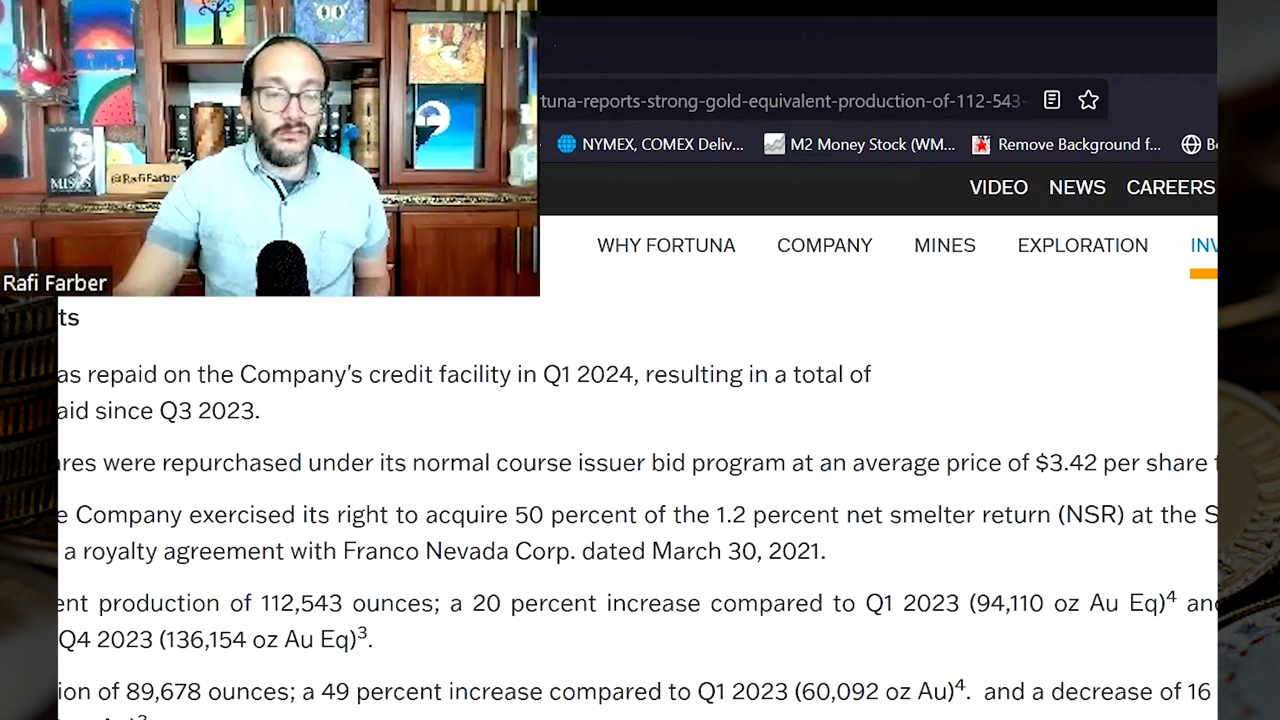 tuna-reports-strong-gold-equivalent-production-of-112-543-
NYMEX, COMEX Deliv...
M2 Money Stock (WM...
Remove Background f...
MISES
@RafiFarber
VIDEO
NEWS
CAREERS
WHY FORTUNA
COMPANY
MINES
EXPLORATION
INV
Rafi Farber
ts
as repaid on the Company's credit facility in Q1 2024, resulting in a total of
aid since Q3 2023.
ares were repurchased under its normal course issuer bid program at an average price of $3.42 per share f
e Company exercised its right to acquire 50 percent of the 1.2 percent net smelter return (NSR) at the S
a royalty agreement with Franco Nevada Corp. dated March 30, 2021.
ent production of 112,543 ounces; a 20 percent increase compared to Q1 2023 (94,110 oz Au Eq)⁴ and
Q4 2023 (136,154 oz Au Eq)³.
ion of 89,678 ounces; a 49 percent increase compared to Q1 2023 (60,092 oz Au)⁴. and a decrease of 16